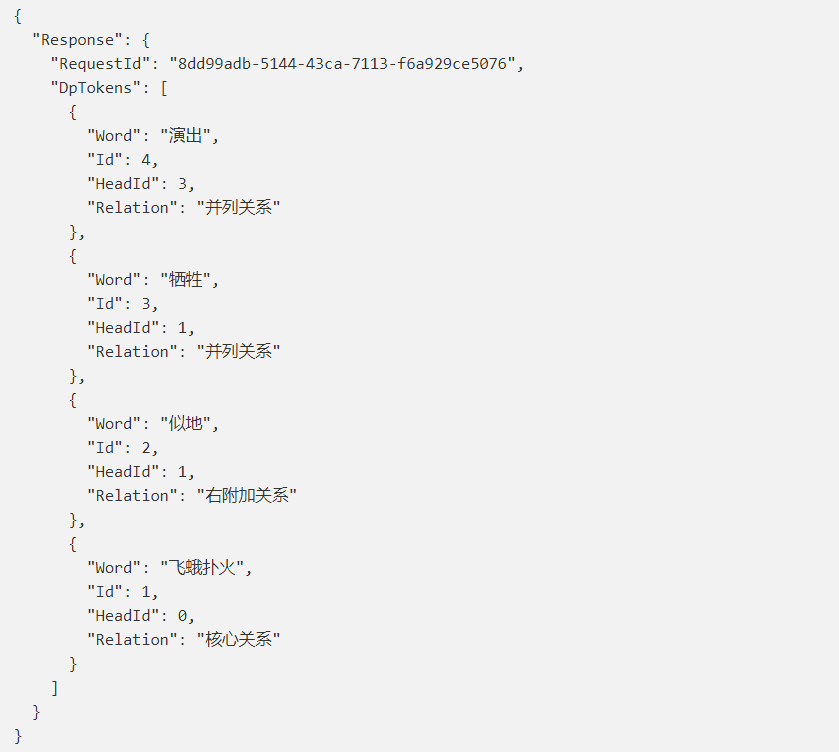 {
  "Response": {
    "RequestId": "8dd99adb-5144-43ca-7113-f6a929ce5076",
    "DpTokens": [
      {
        "Word": "演出",
        "Id": 4,
        "HeadId": 3,
        "Relation": "并列关系"
      },
      {
        "Word": "牺牲",
        "Id": 3,
        "HeadId": 1,
        "Relation": "并列关系"
      },
      {
        "Word": "似地",
        "Id": 2,
        "HeadId": 1,
        "Relation": "右附加关系"
      },
      {
        "Word": "飞蛾扑火",
        "Id": 1,
        "HeadId": 0,
        "Relation": "核心关系"
      }
    ]
  }
}